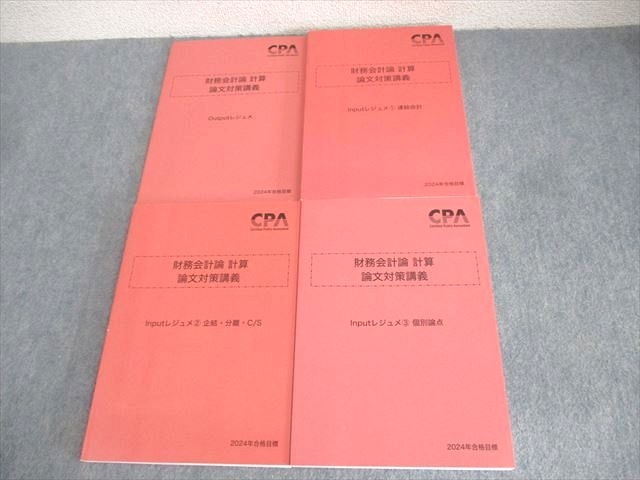 CPA
財務会計論 計算
論文対策講義
Outputレジュメ
2024年合格目標
CPA
財務会計論 計算
論文対策講義
Inputレジュメ① 連結会計
2024年合格目標
CPA
Certified Public Accountant
財務会計論 計算
論文対策講義
Inputレジュメ② 企結・分離・C/S
2024年合格目標
CPA
Certified Public Accountant
財務会計論 計算
論文対策講義
Inputレジュメ③ 個別論点
2024年合格目標